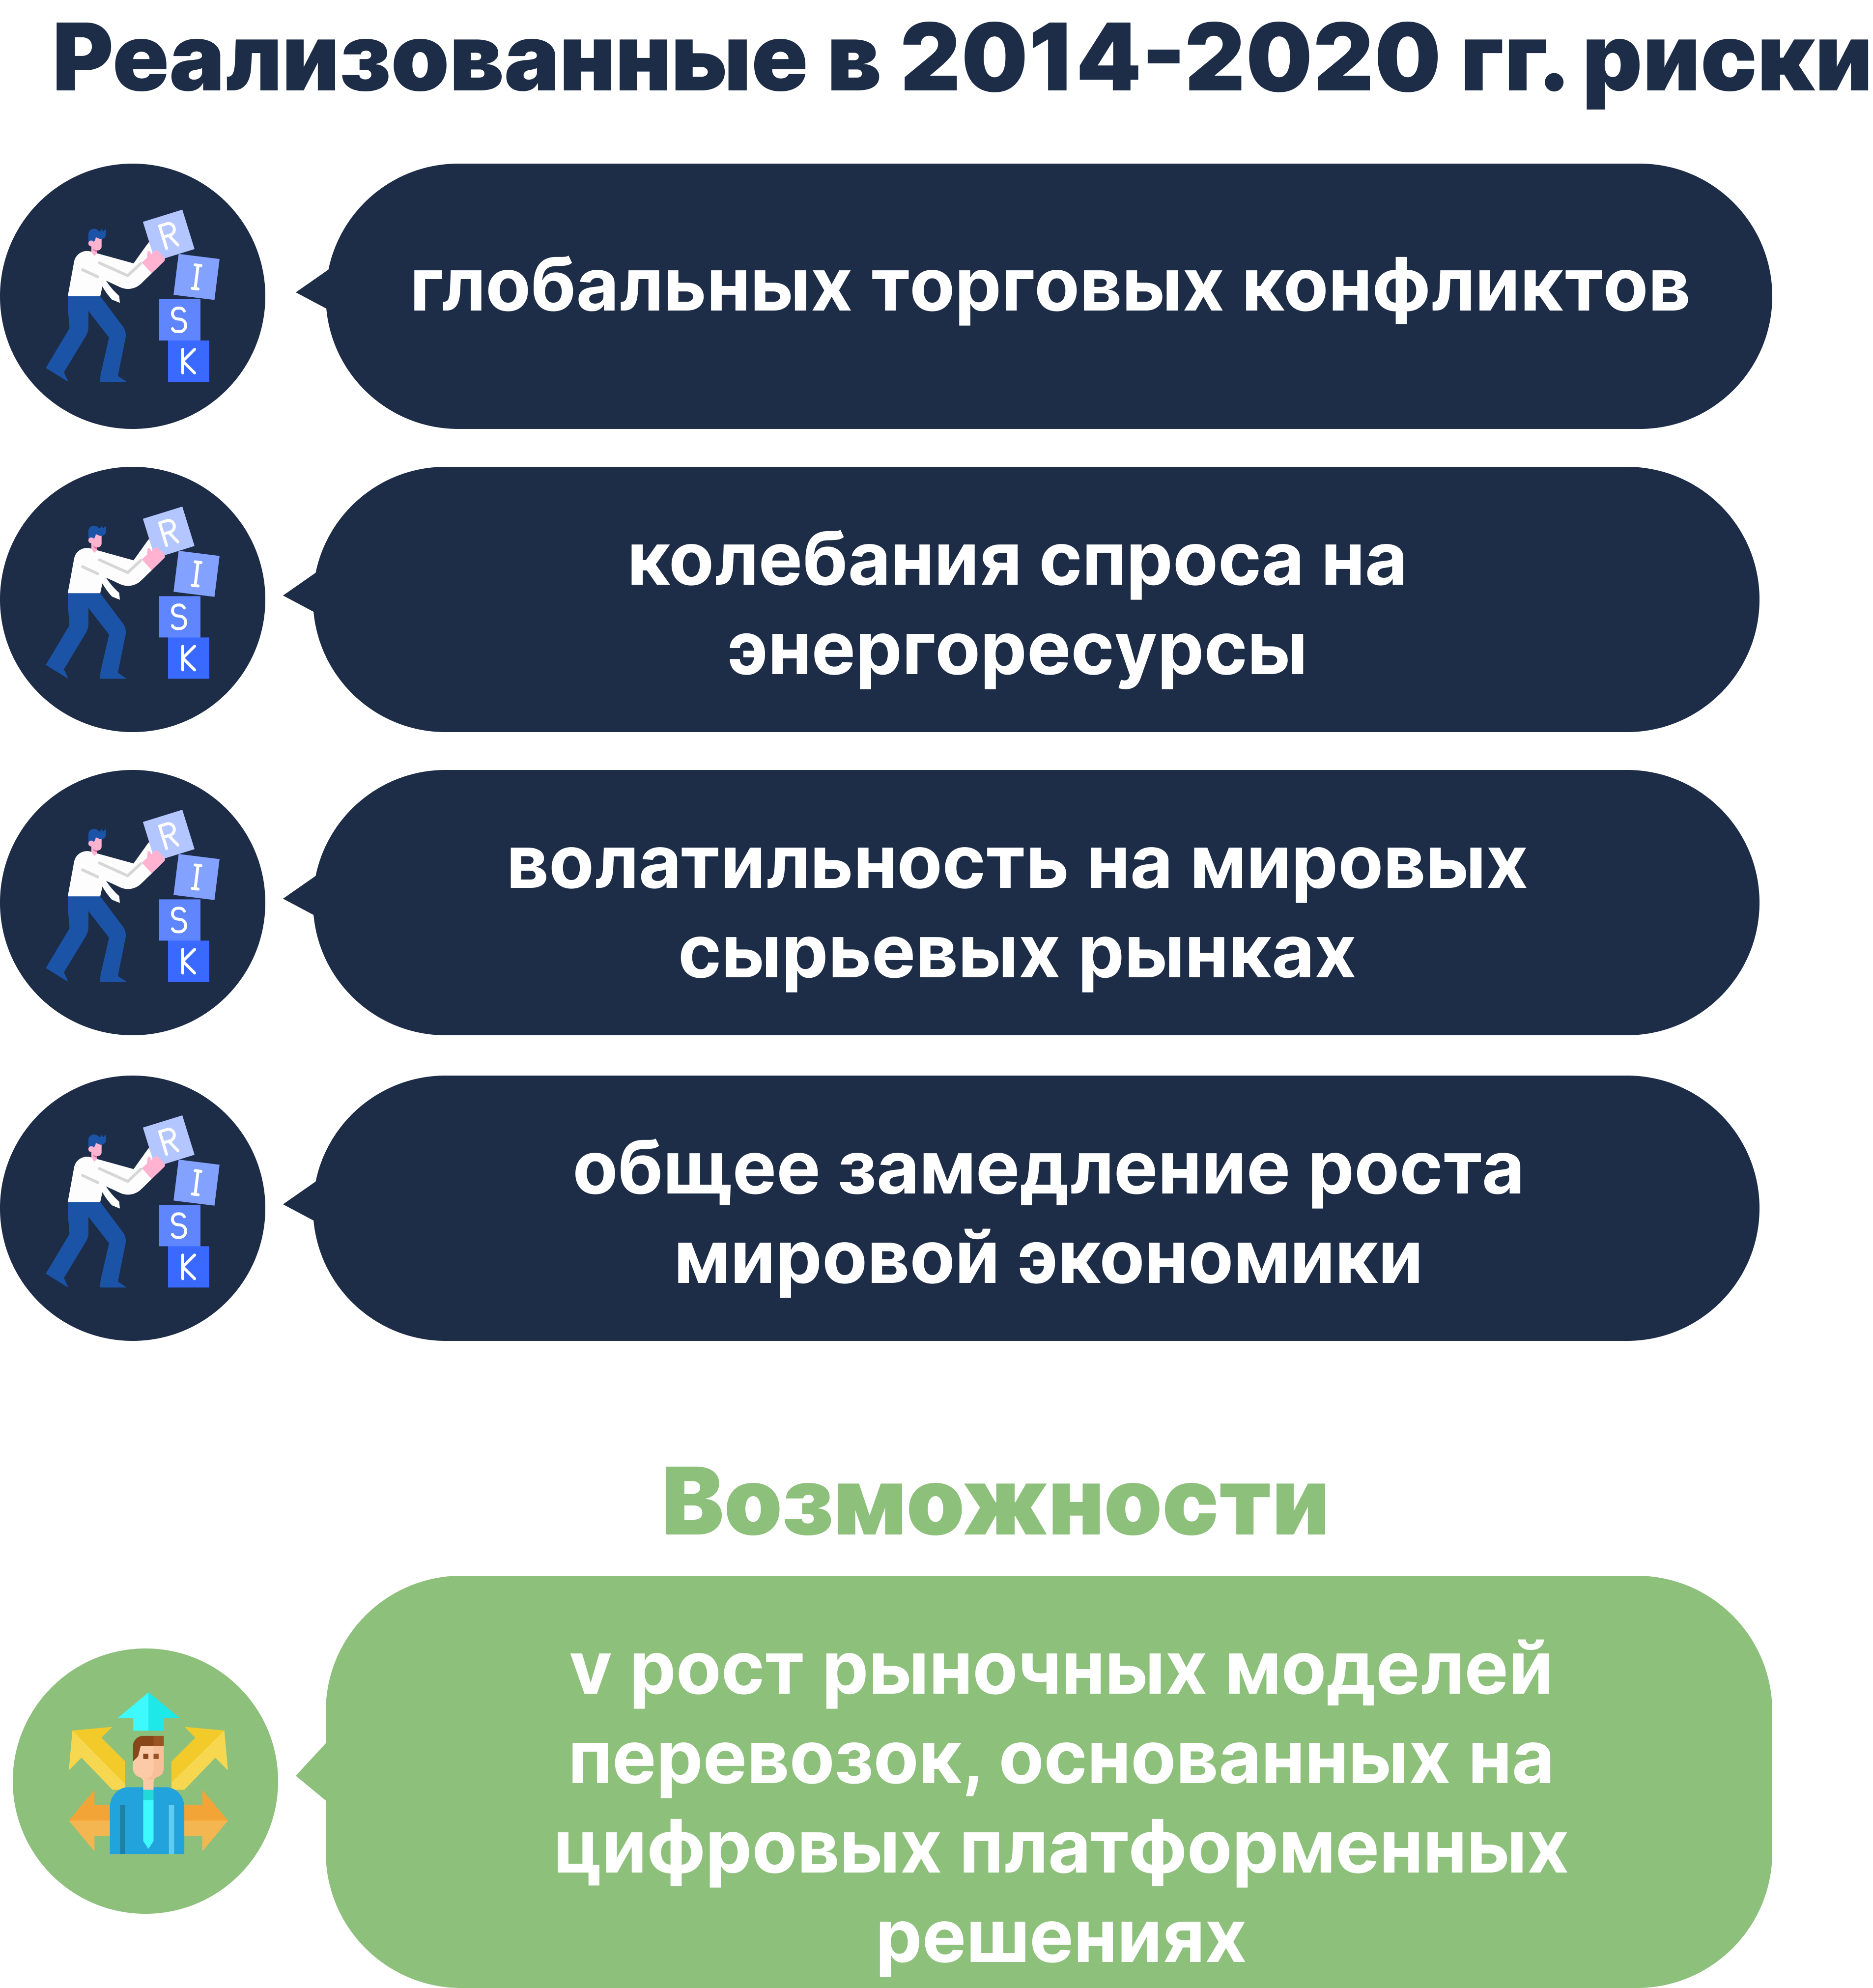 Реализованные в 2014-2020 гг. риски
R
I
S
K
глобальных торговых конфликтов
R
I
S
K
колебания спроса на
энергоресурсы
R
I
S
K
волатильность на мировых
сырьевых рынках
R
I
S
K
общее замедление роста
мировой экономики
Возможности
v рост рыночных моделей
перевозок, основанных на
цифровых платформенных
решениях